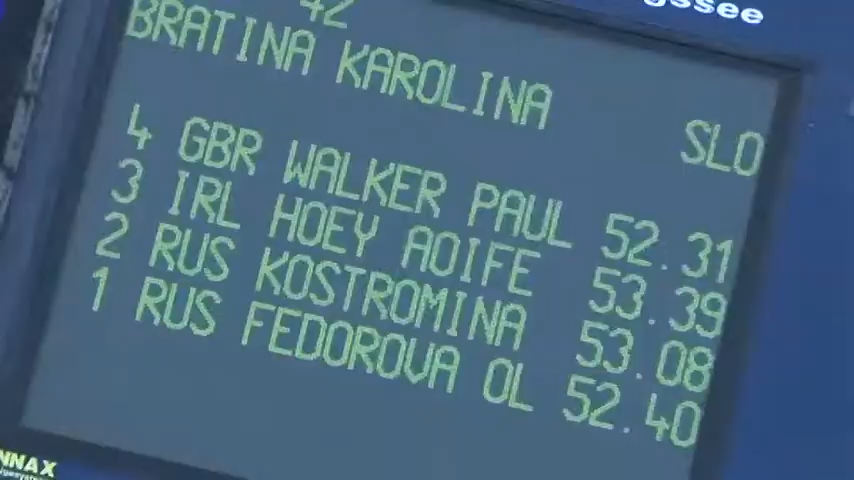 42
BRATINA KAROLINA SLO
4 GBR WALKER PAUL 52.31
3 IRL HOEY AOIFE 53.39
2 RUS KOSTROMINA 53.08
1 RUS FEDOROVA OL 52.40